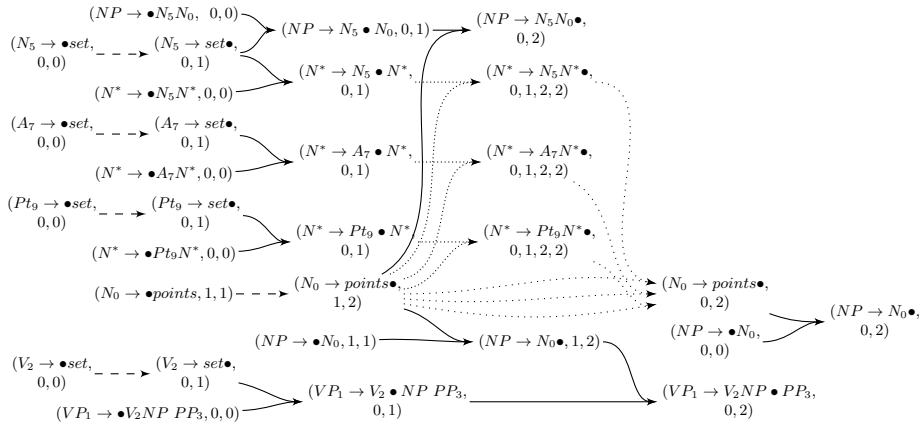 (NP → ●N₅N₀, 0,0)
(N₅ → ●set, 0,0)
(N₅ → set●, 0,1)
(NP → N₅ ● N₀, 0,1)
(NP → N₅N₀●, 0,2)
(N* → ●N₅N*, 0,0)
(N* → N₅ ● N*, 0,1)
(N* → N₅N*●, 0,1,2,2)
(A₇ → ●set, 0,0)
(A₇ → set●, 0,1)
(N* → ●A₇N*, 0,0)
(N* → A₇ ● N*, 0,1)
(N* → A₇N*●, 0,1,2,2)
(Pt₉ → ●set, 0,0)
(Pt₉ → set●, 0,1)
(N* → ●Pt₉N*, 0,0)
(N* → Pt₉ ● N*, 0,1)
(N* → Pt₉N*●, 0,1,2,2)
(N₀ → ●points, 1,1)
(N₀ → points●, 1,2)
(N₀ → points●, 0,2)
(NP → ●N₀, 0,0)
(NP → N₀●, 0,2)
(NP → ●N₀, 1,1)
(NP → N₀●, 1,2)
(V₂ → ●set, 0,0)
(V₂ → set●, 0,1)
(VP₁ → ●V₂NP PP₃, 0,0)
(VP₁ → V₂ ● NP PP₃, 0,1)
(VP₁ → V₂NP ● PP₃, 0,2)